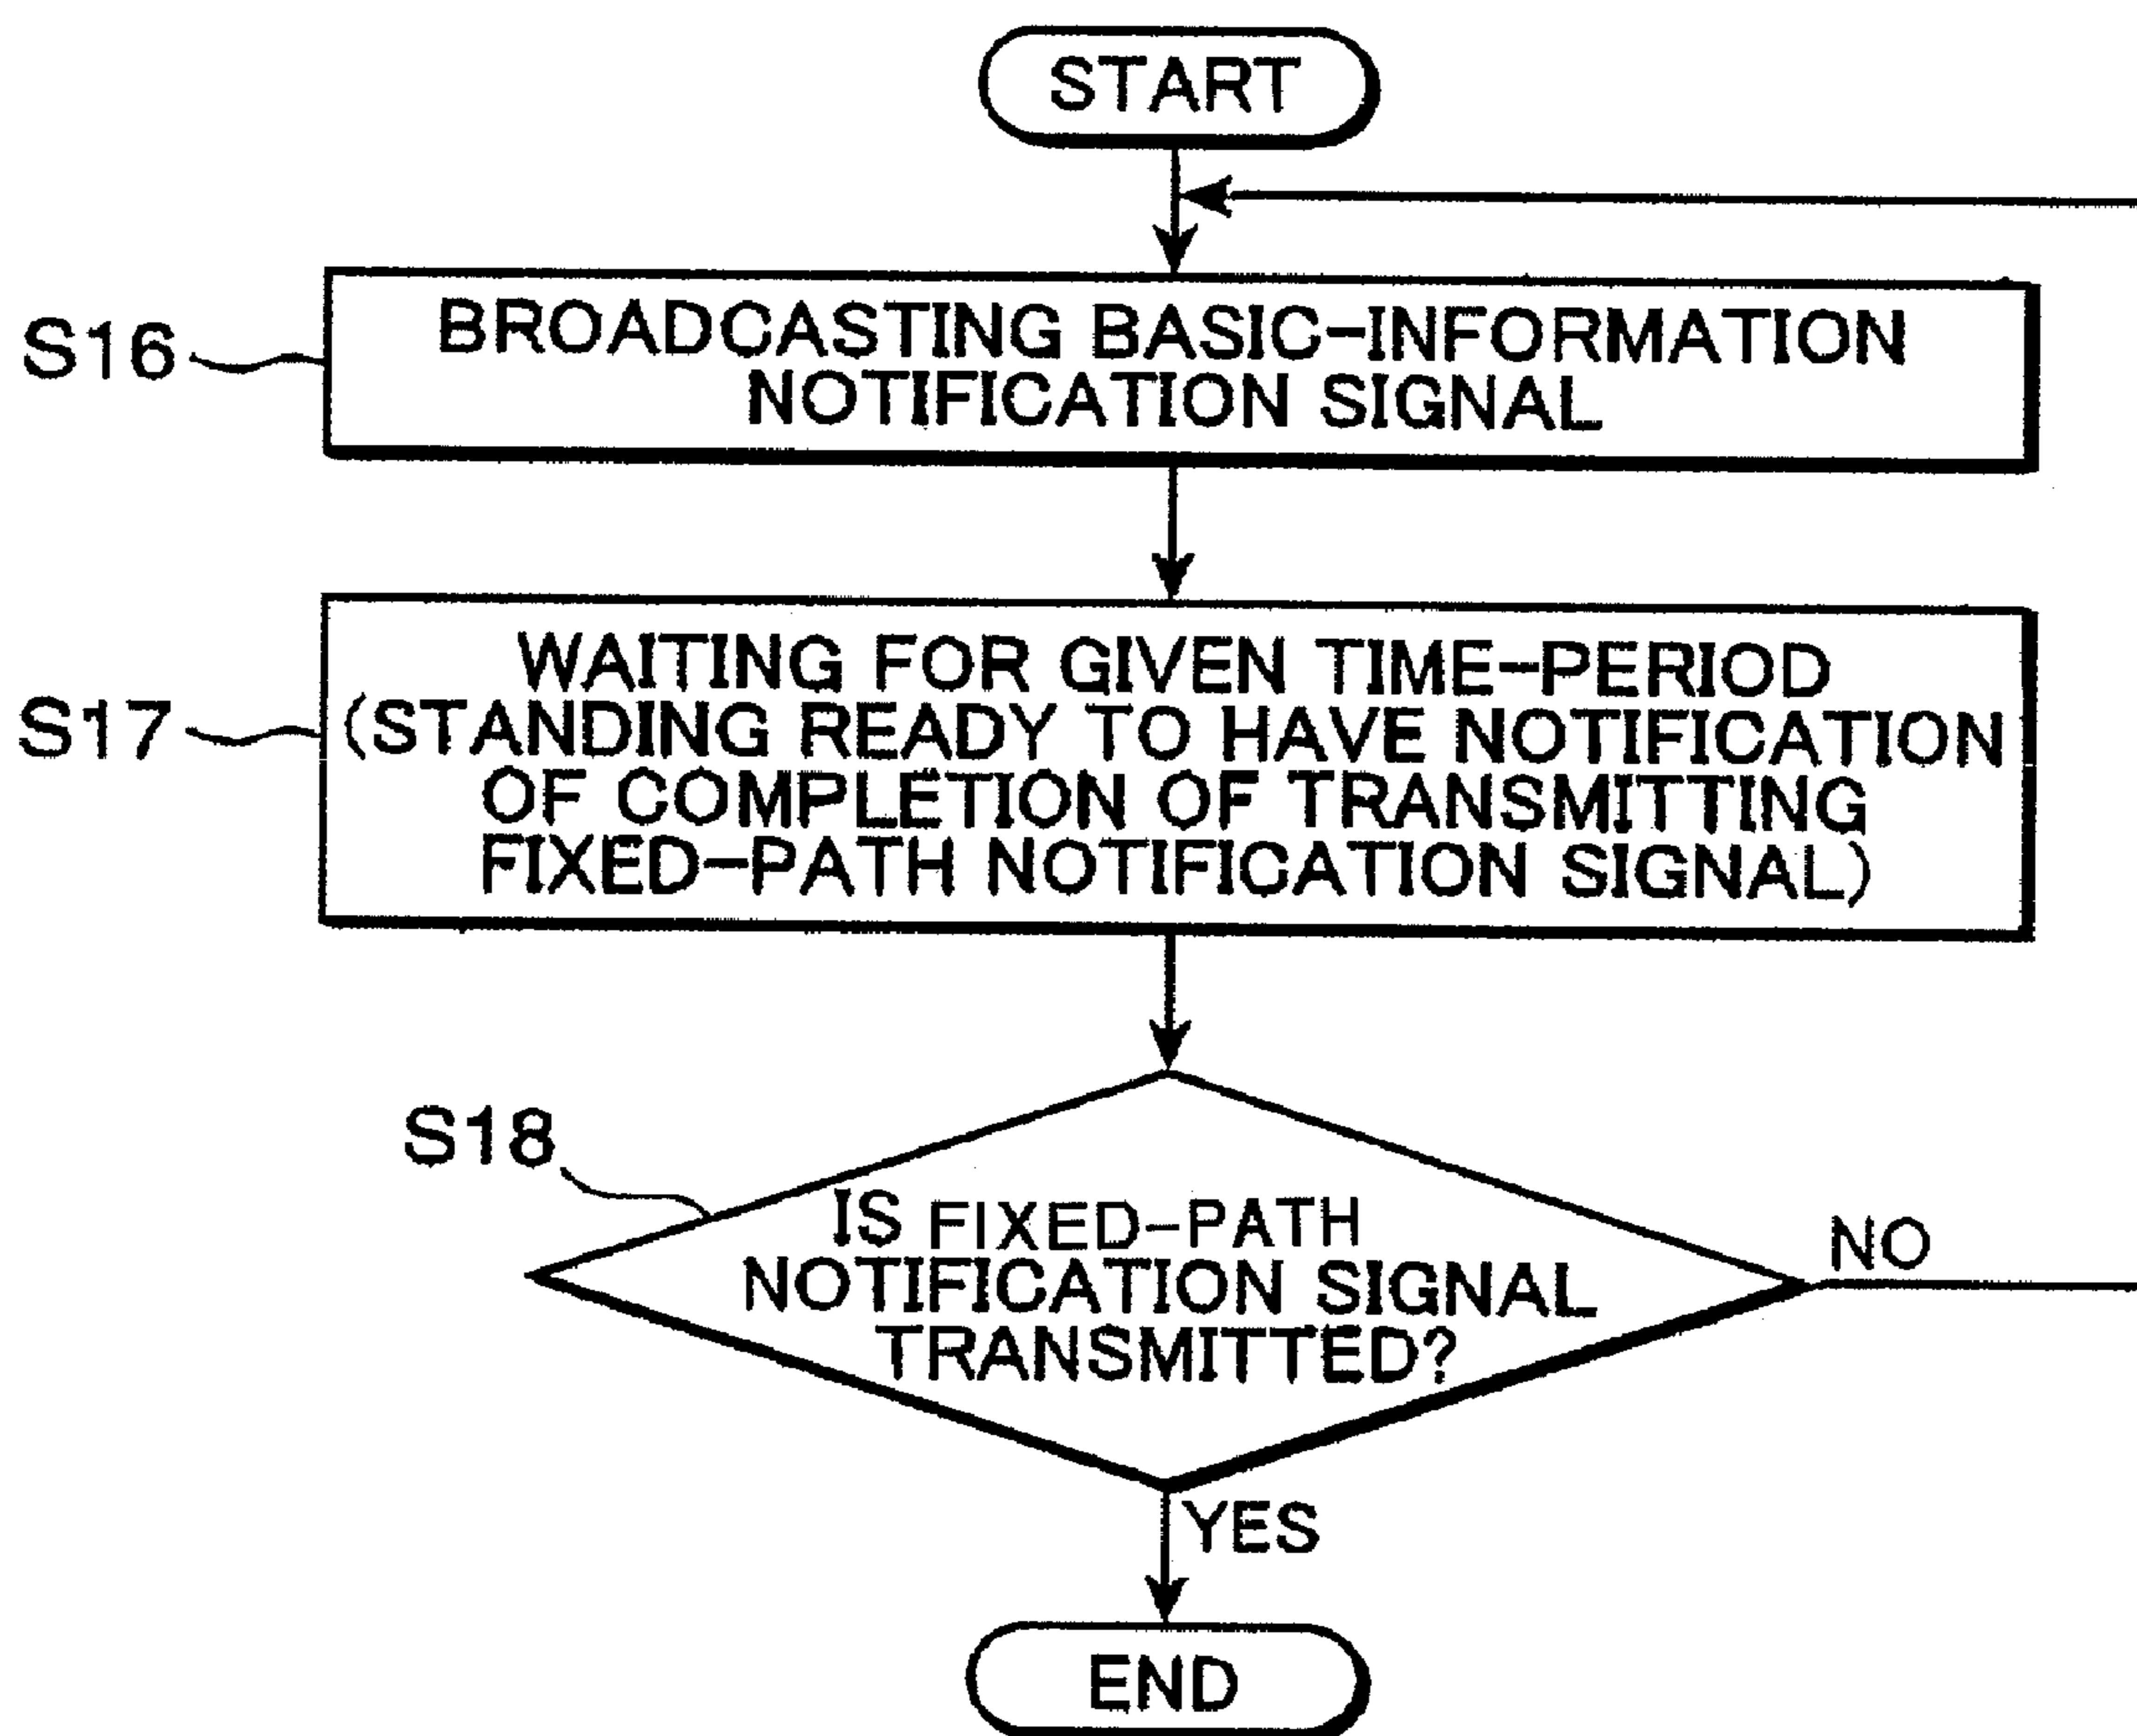 START
S16
BROADCASTING BASIC-INFORMATION
NOTIFICATION SIGNAL
S17
WAITING FOR GIVEN TIME-PERIOD
(STANDING READY TO HAVE NOTIFICATION
OF COMPLETION OF TRANSMITTING
FIXED-PATH NOTIFICATION SIGNAL)
S18
IS FIXED-PATH
NOTIFICATION SIGNAL
TRANSMITTED?
NO
YES
END